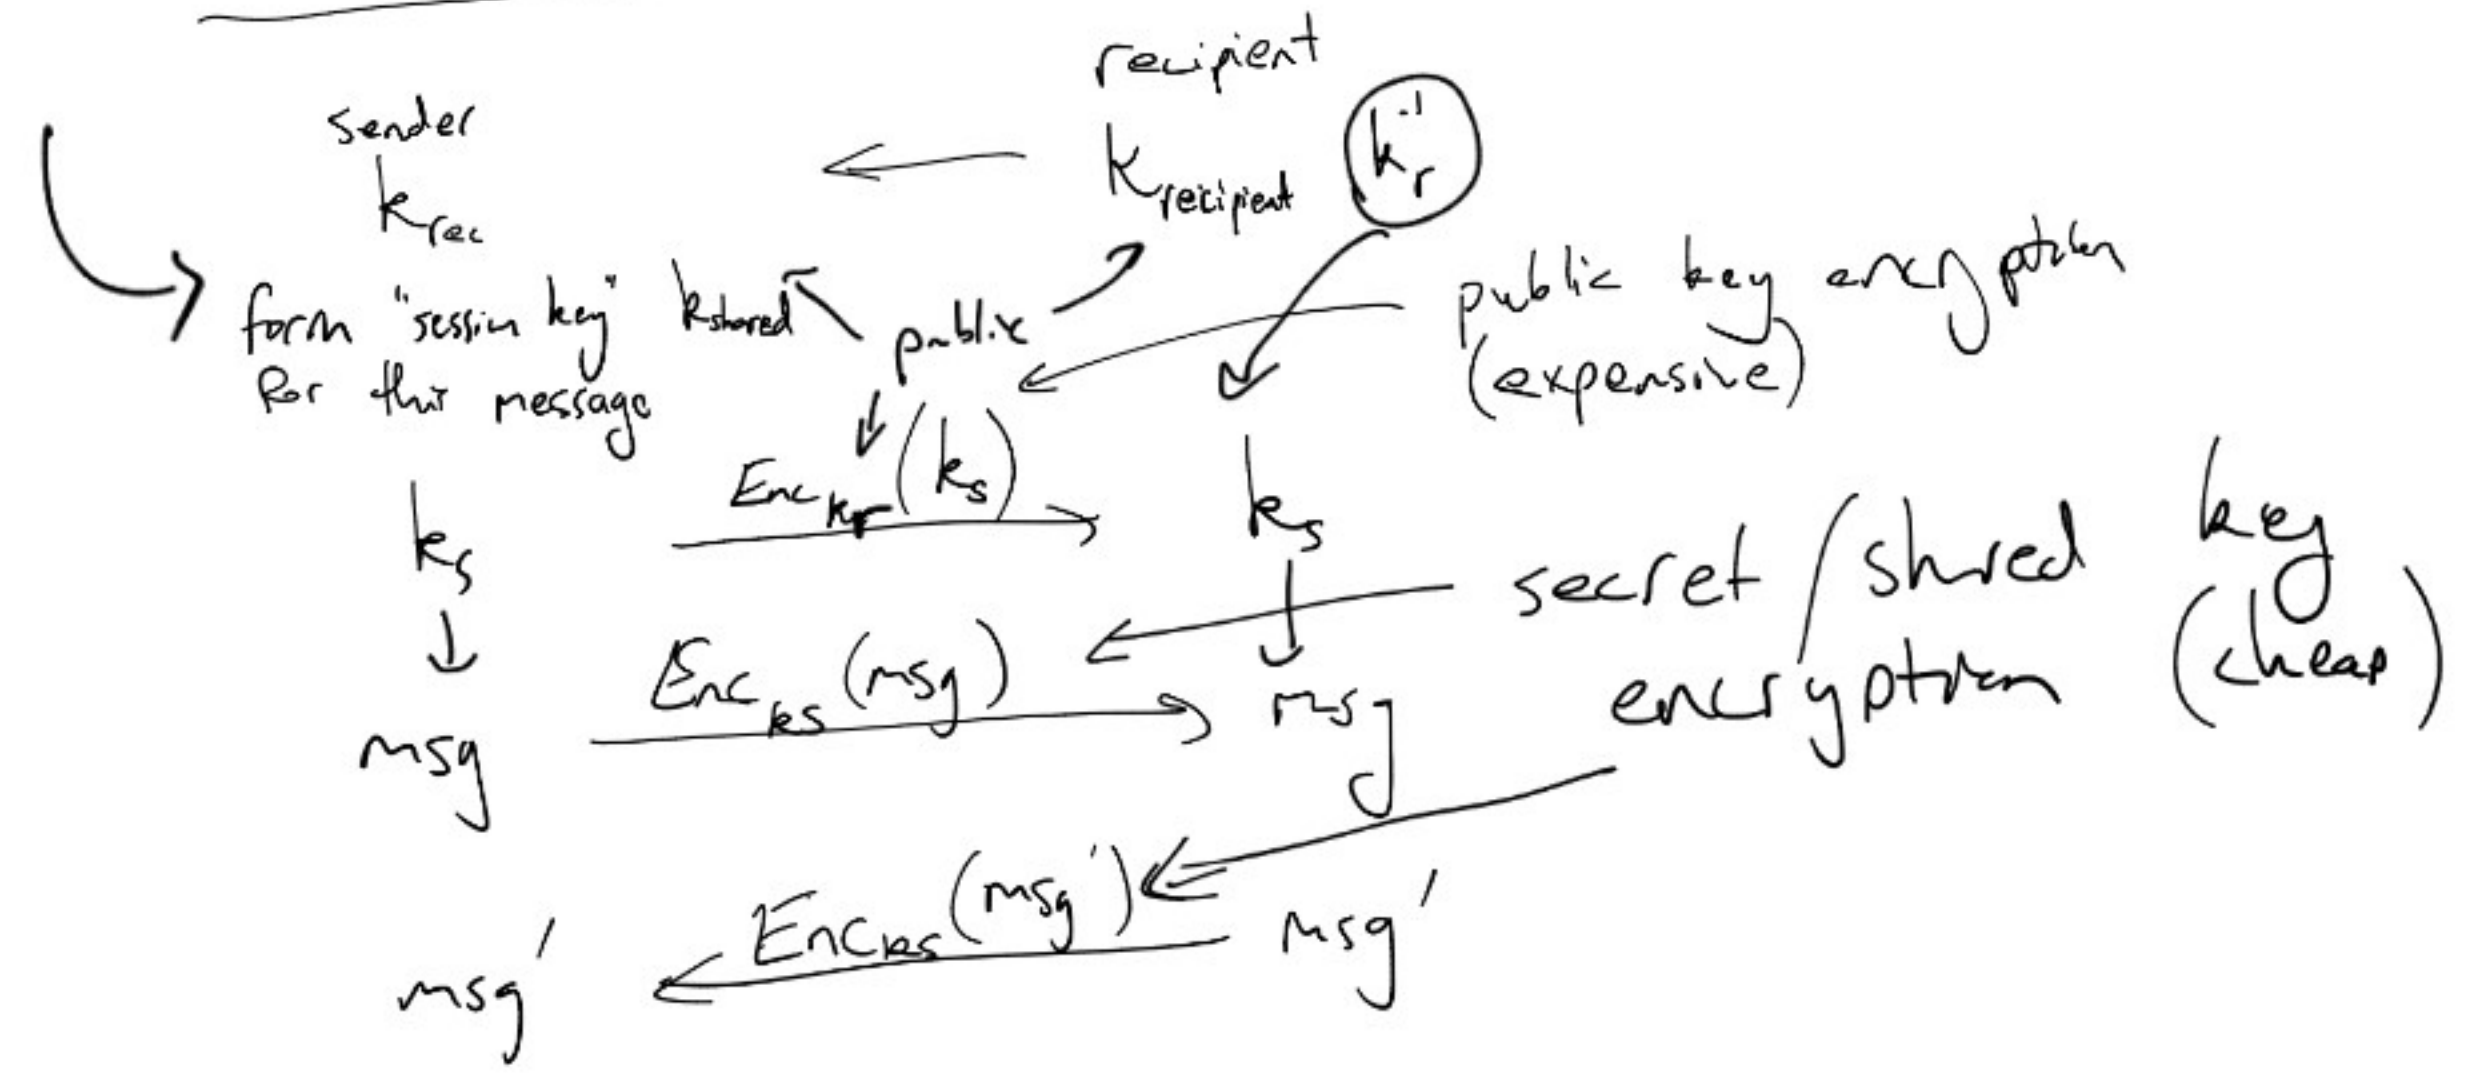 recipient
sender
K_recipient k_r^-1
k_rec
form "session key" k_shared
public
public key encryption
(expensive)
for this message
Enc_kr(k_s)
k_s
k_s
secret/shred key
encryption (cheap)
Enc_ks(msg)
msg
msg
Enc_ks(msg')
msg'
msg'